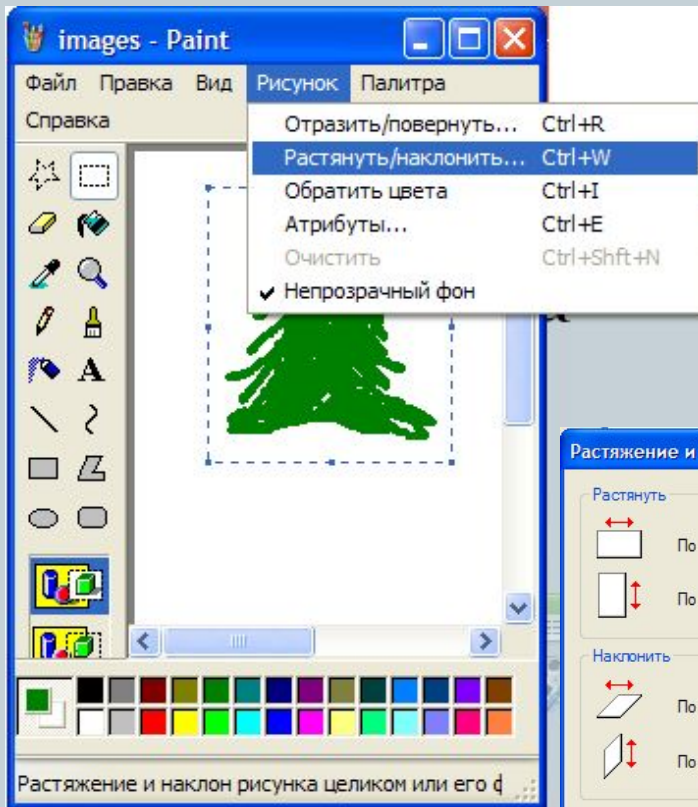 images - Paint
Файл Правка Вид Рисунок Палитра
Справка
Отразить/повернуть... Ctrl+R
Растянуть/наклонить... Ctrl+W
Обратить цвета Ctrl+I
Атрибуты... Ctrl+E
Очистить Ctrl+Shft+N
Непрозрачный фон
A
Растяжение и
Растянуть
По
По
Наклонить
По
По
Растяжение и наклон рисунка целиком или его ф